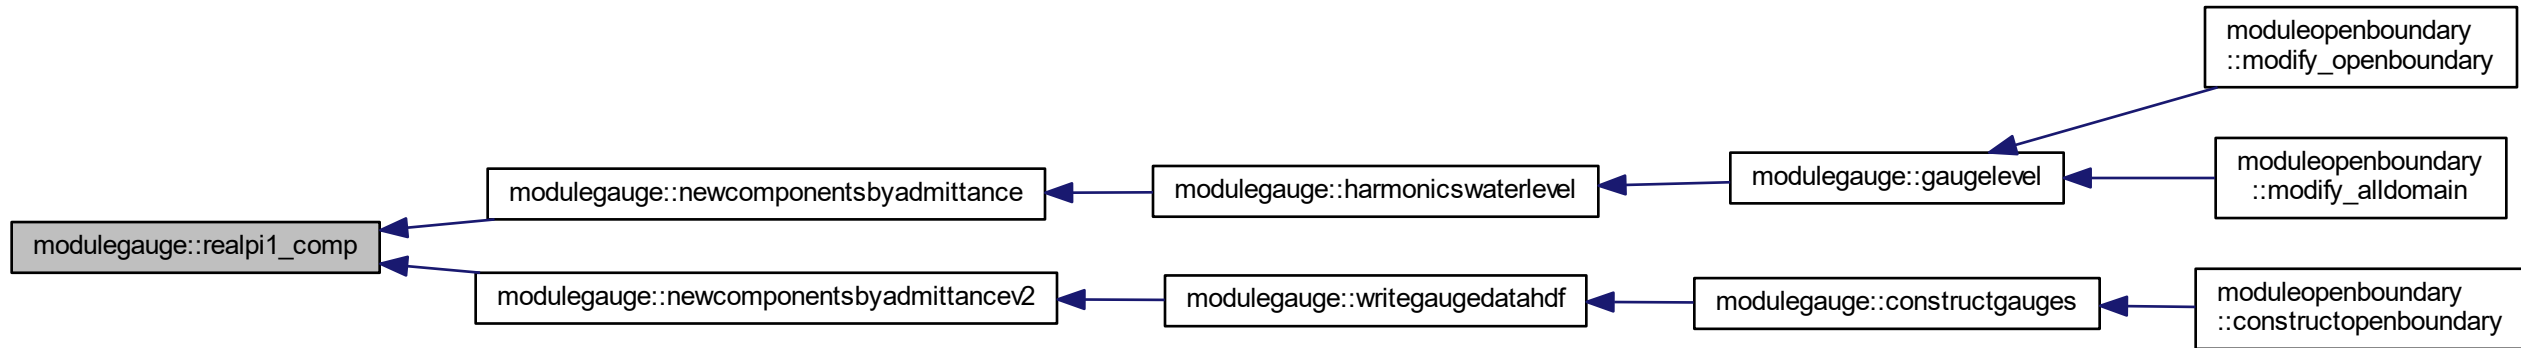 moduleopenboundary
::modify_openboundary
moduleopenboundary
::modify_alldomain
modulegauge::gaugelevel
modulegauge::harmonicswaterlevel
modulegauge::newcomponentsbyadmittance
modulegauge::realpi1_comp
modulegauge::newcomponentsbyadmittancev2
modulegauge::writegaugedatahdf
modulegauge::constructgauges
moduleopenboundary
::constructopenboundary